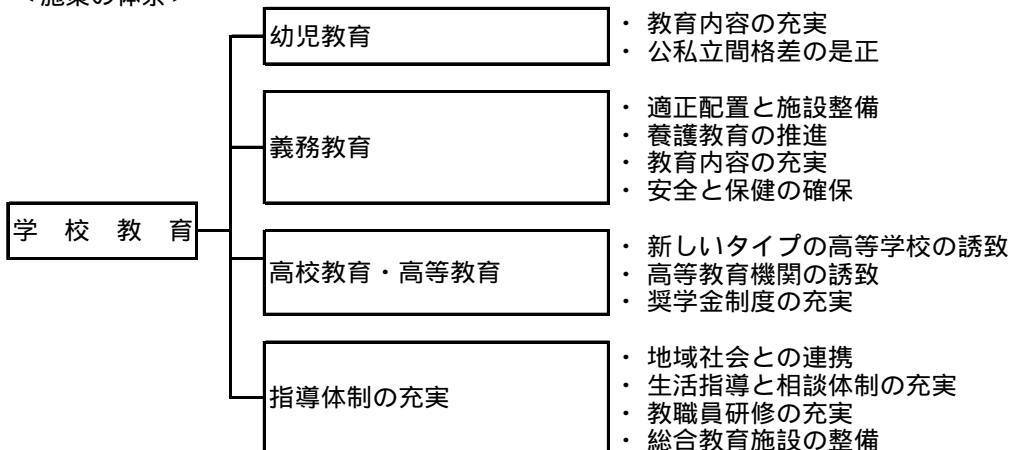 幼児教育
・ 教育内容の充実
・ 公私立間格差の是正
義務教育
・ 適正配置と施設整備
・ 養護教育の推進
・ 教育内容の充実
・ 安全と保健の確保
学 校 教 育
高校教育・高等教育
・ 新しいタイプの高等学校の誘致
・ 高等教育機関の誘致
・ 奨学金制度の充実
指導体制の充実
・ 地域社会との連携
・ 生活指導と相談体制の充実
・ 教職員研修の充実
・ 総合教育施設の整備